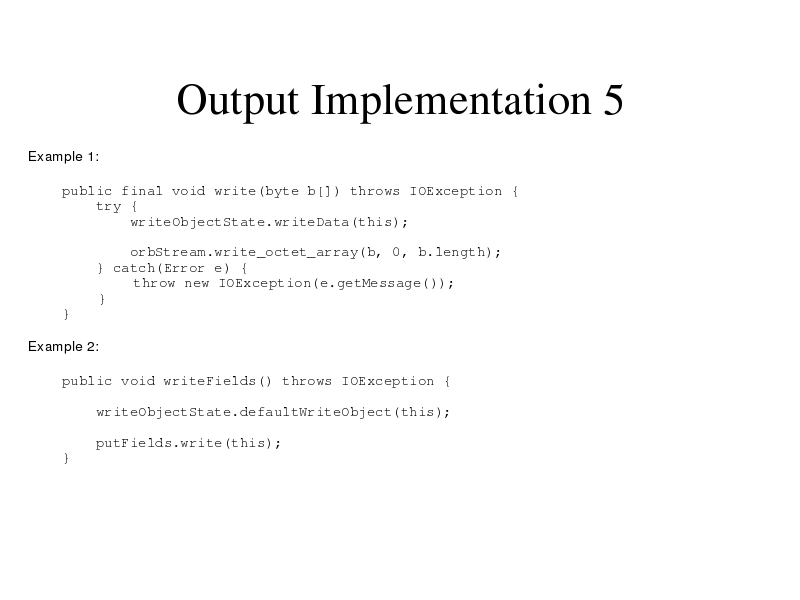 Output Implementation 5
Example 1:
public final void write(byte b[]) throws IOException {
try {
writeObjectState.writeData(this);
orbStream.write_octet_array(b, 0, b.length);
} catch(Error e) {
throw new IOException(e.getMessage());
}
}
Example 2:
public void writeFields() throws IOException {
writeObjectState.defaultWriteObject(this);
putFields.write(this);
}